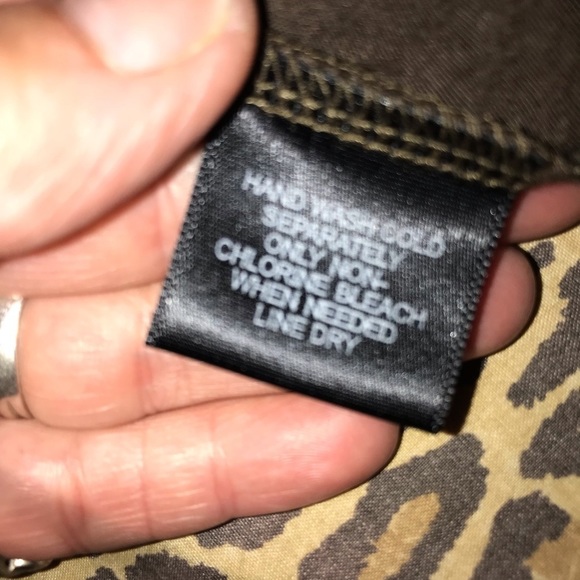 HAND WASH COLD
SEPARATELY
ONLY NON-
CHLORINE BLEACH
WHEN NEEDED
LINE DRY